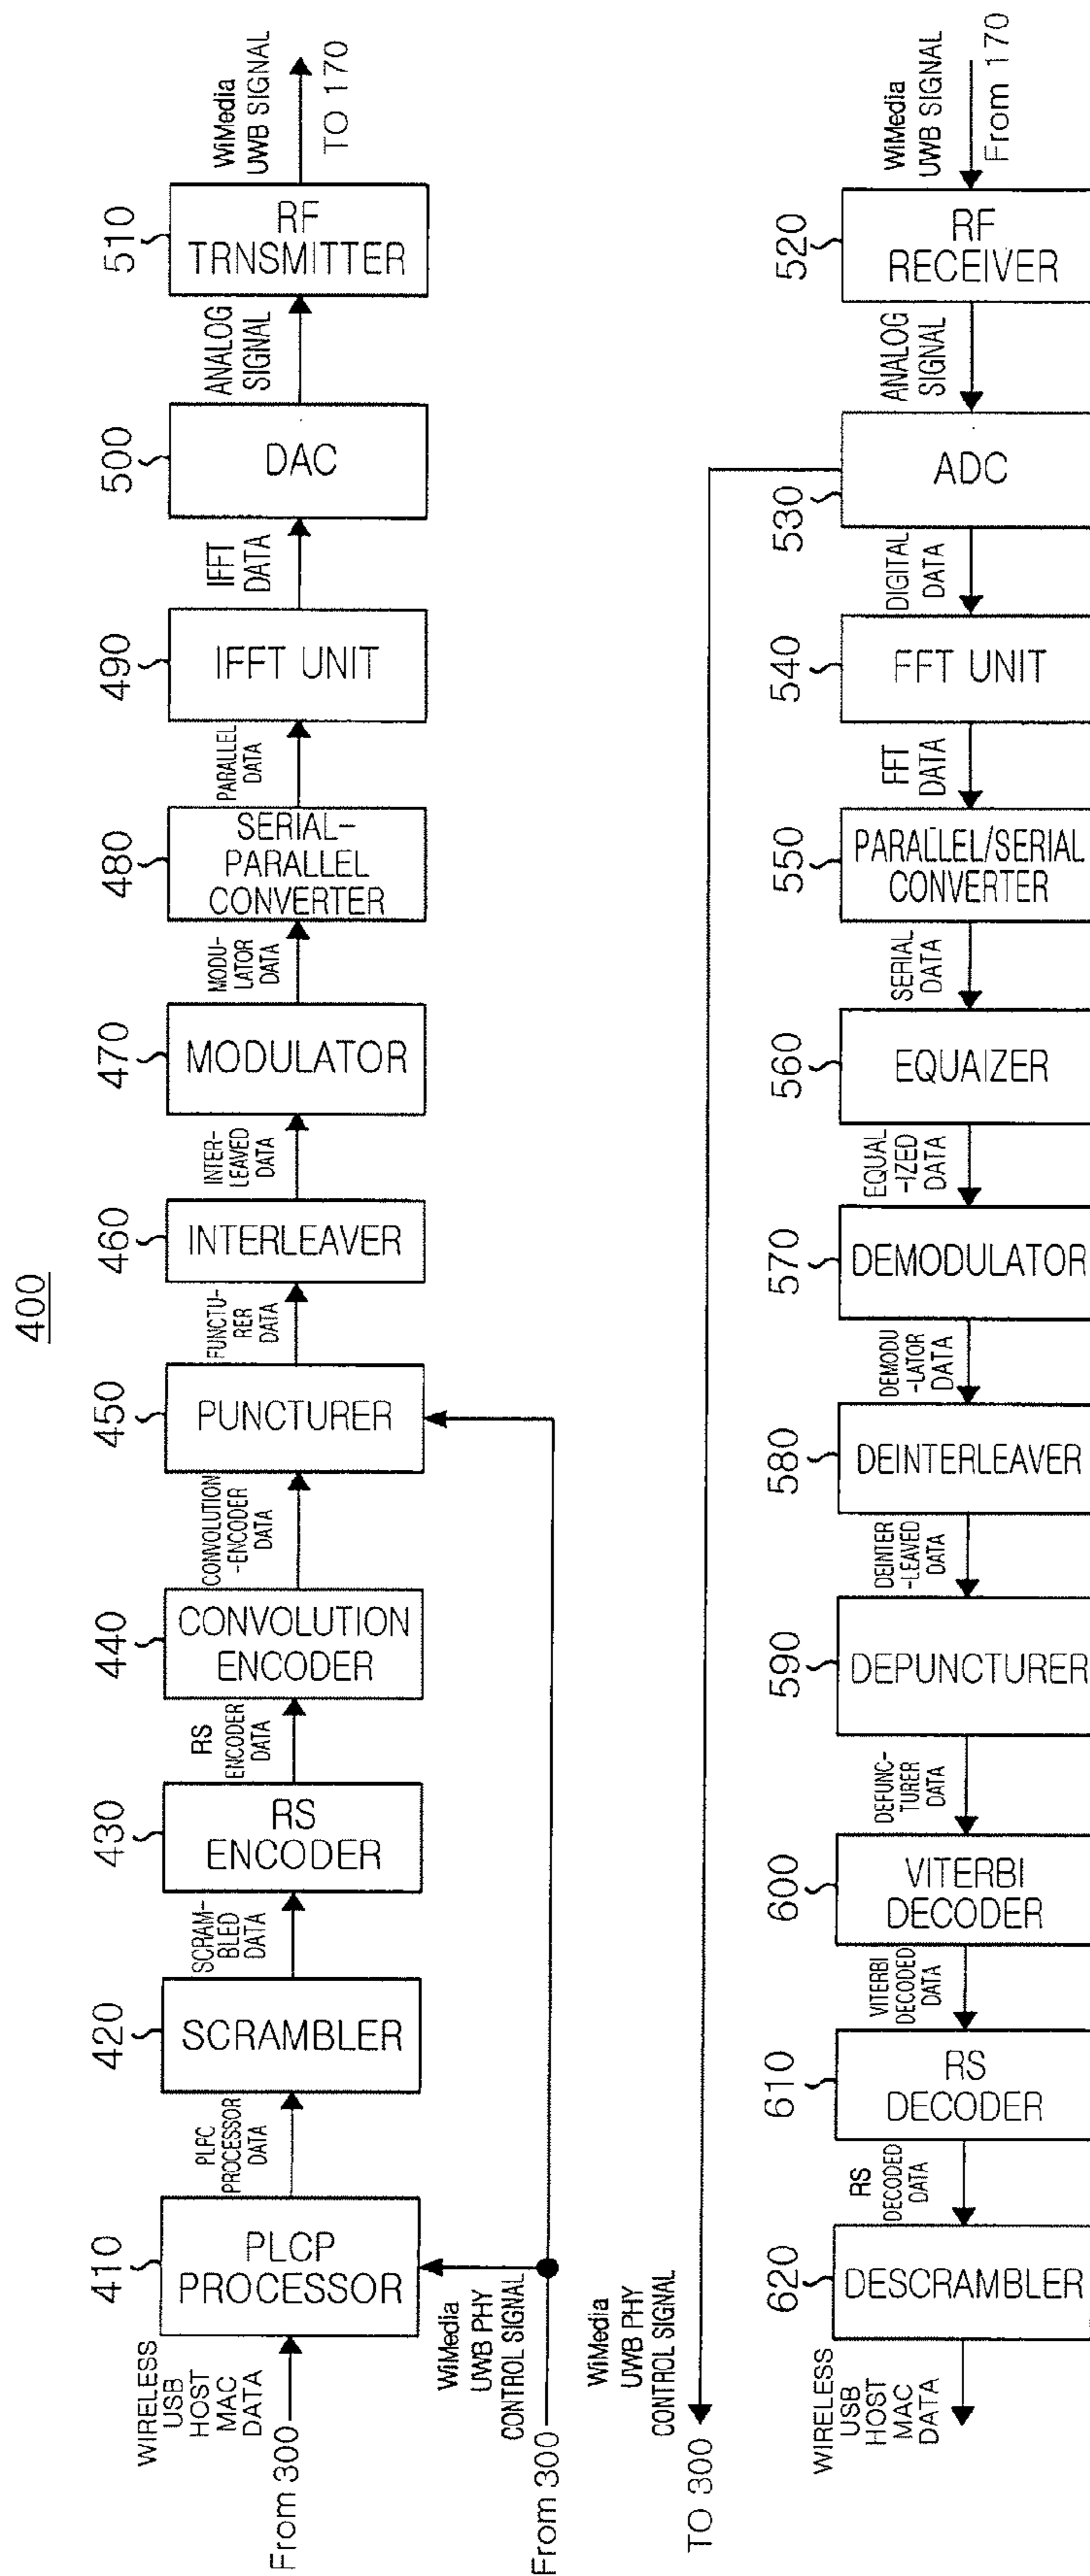 400
410
420
430
440
450
460
470
480
490
500
510
WIRELESS
USB
HOST
MAC
DATA
From 300
PLCP
PROCESSOR
PLPC
PROCESSOR
DATA
SCRAMBLER
SCRAM-
BLED
DATA
RS
ENCODER
RS
ENCODER
DATA
CONVOLUTION
ENCODER
CONVOLUTION
-ENCODER
DATA
PUNCTURER
FUNCTU-
RER
DATA
INTERLEAVER
INTER-
LEAVED
DATA
MODULATOR
MODU-
LATOR
DATA
SERIAL-
PARALLEL
CONVERTER
PARALLEL
DATA
IFFT UNIT
IFFT
DATA
DAC
ANALOG
SIGNAL
RF
TRNSMITTER
WiMedia
UWB SIGNAL
TO 170
From 300
WiMedia
UWB PHY
CONTROL SIGNAL
TO 300
WiMedia
UWB PHY
CONTROL SIGNAL
620
610
600
590
580
570
560
550
540
530
520
WIRELESS
USB
HOST
MAC
DATA
DESCRAMBLER
RS
DECODED
DATA
RS
DECODER
VITERBI
DECODED
DATA
VITERBI
DECODER
DEFUNC-
TURER
DATA
DEPUNCTURER
DEINTER
-LEAVED
DATA
DEINTERLEAVER
DEMODU
-LATOR
DATA
DEMODULATOR
EQUAL
-IZED
DATA
EQUAIZER
SERIAL
DATA
PARALLEL/SERIAL
CONVERTER
FFT
DATA
FFT UNIT
DIGITAL
DATA
ADC
ANALOG
SIGNAL
RF
RECEIVER
WiMedia
UWB SIGNAL
From 170